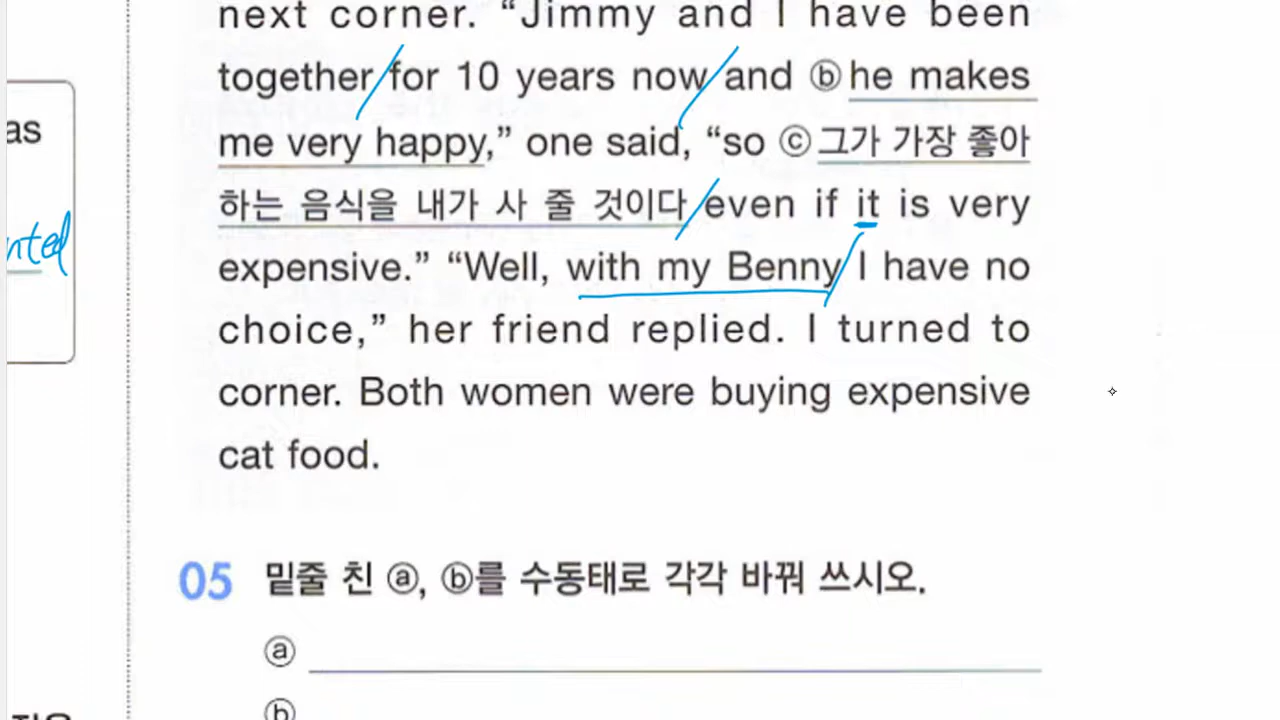 next corner. “Jimmy and I have been
together for 10 years now and ⓑ he makes
me very happy,” one said, “so ⓒ 그가 가장 좋아
하는 음식을 내가 사 줄 것이다 even if it is very
expensive.” “Well, with my Benny I have no
choice,” her friend replied. I turned to
corner. Both women were buying expensive
cat food.
as
nted
05 밑줄 친 ⓐ, ⓑ를 수동태로 각각 바꿔 쓰시오.
ⓐ
ⓑ